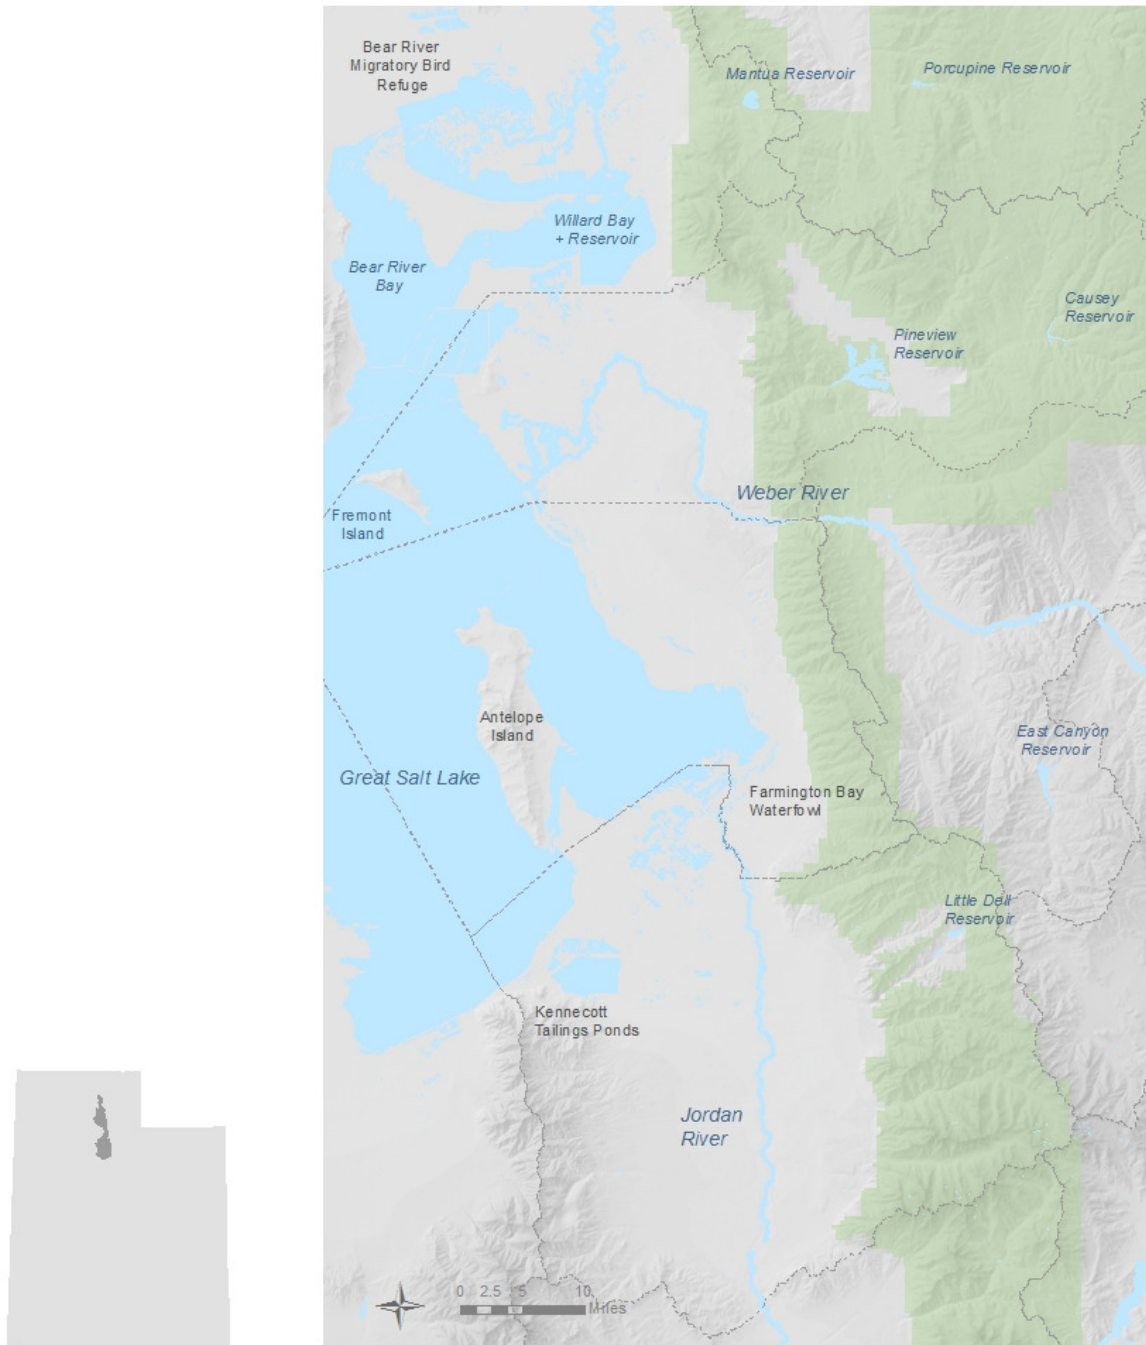 Bear River
Migratory Bird
Refuge
Mantua Reservoir
Porcupine Reservoir
Willard Bay
+ Reservoir
Bear River
Bay
Causey
Reservoir
Pineview
Reservoir
Weber River
Fremont
Island
Antelope
Island
East Canyon
Reservoir
Great Salt Lake
Farmington Bay
Waterfowl
Little Dell
Reservoir
Kennecott
Tailings Ponds
Jordan
River
0 2.5 5 10
Miles